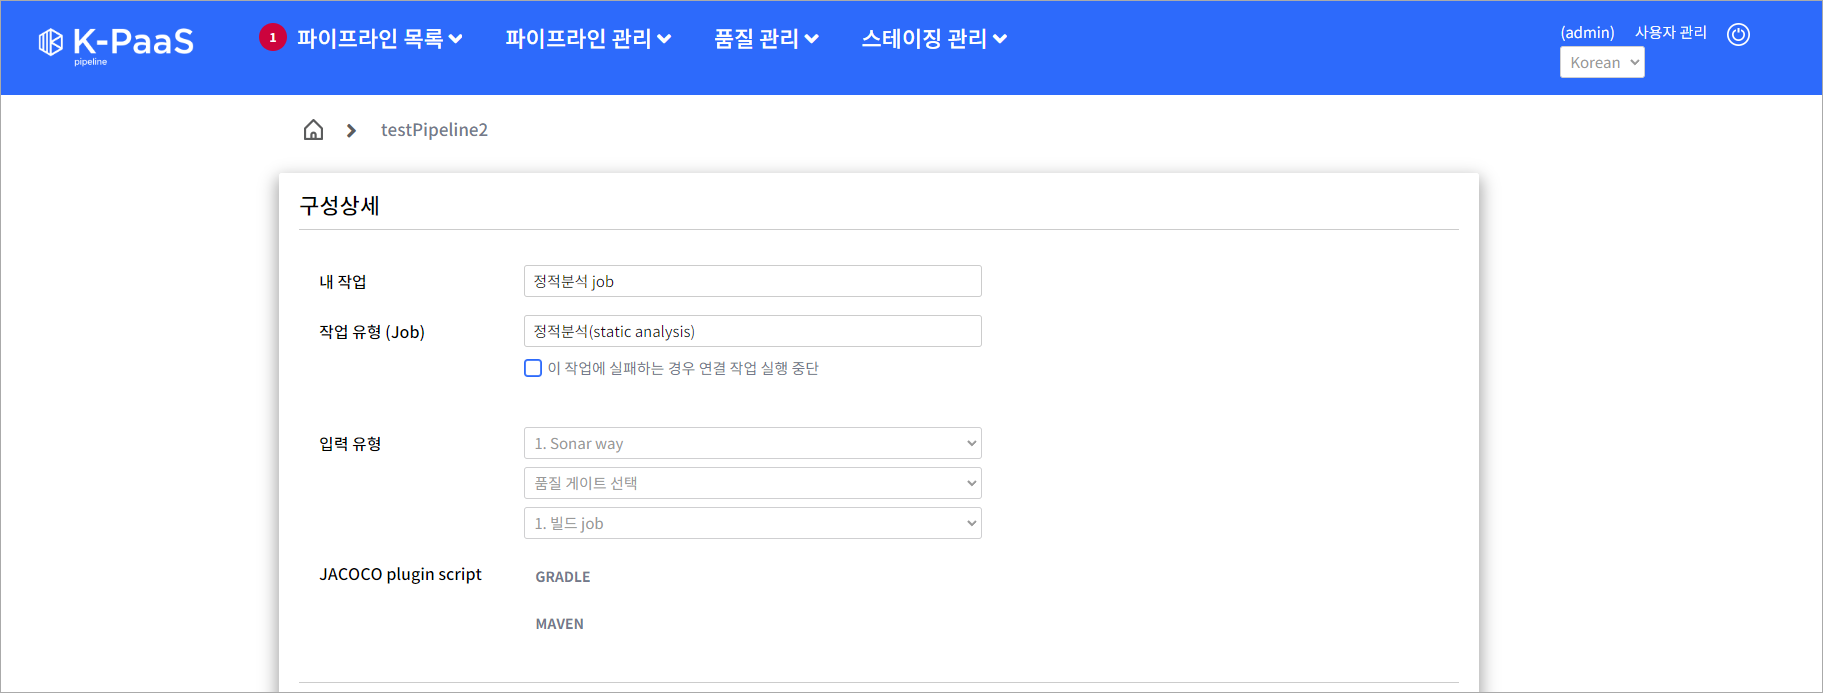 K-PaaS
pipeline
1 파이프라인 목록 파이프라인 관리 품질 관리 스테이징 관리
(admin) 사용자 관리
Korean
testPipeline2
구성상세
내 작업 정적분석 job
작업 유형 (Job) 정적분석(static analysis)
이 작업에 실패하는 경우 연결 작업 실행 중단
입력 유형 1. Sonar way
품질 게이트 선택
1. 빌드 job
JACOCO plugin script GRADLE
MAVEN